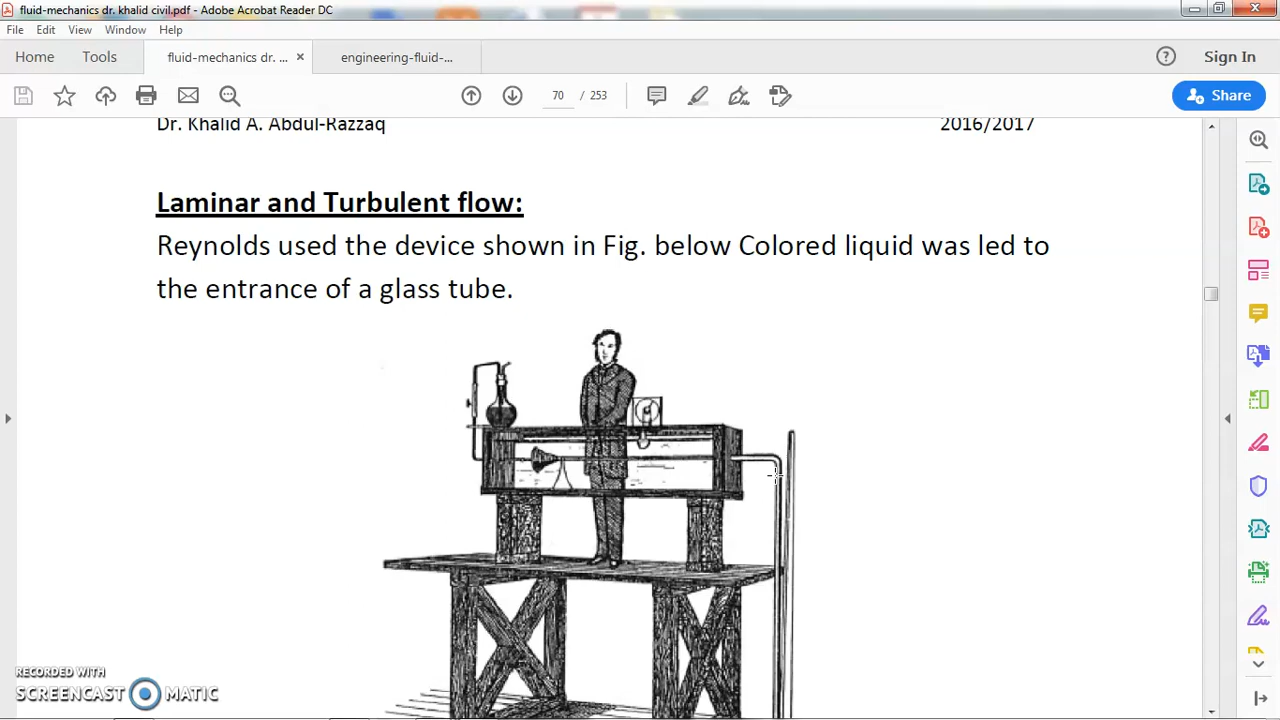 fluid-mechanics dr. khalid civil.pdf - Adobe Acrobat Reader DC
File Edit View Window Help
Home Tools fluid-mechanics dr. ... × engineering-fluid-... Sign In
70 / 253 Share
Dr. Khalid A. Abdul-Razzaq 2016/2017
Laminar and Turbulent flow:
Reynolds used the device shown in Fig. below Colored liquid was led to
the entrance of a glass tube.
RECORDED WITH
SCREENCAST MATIC